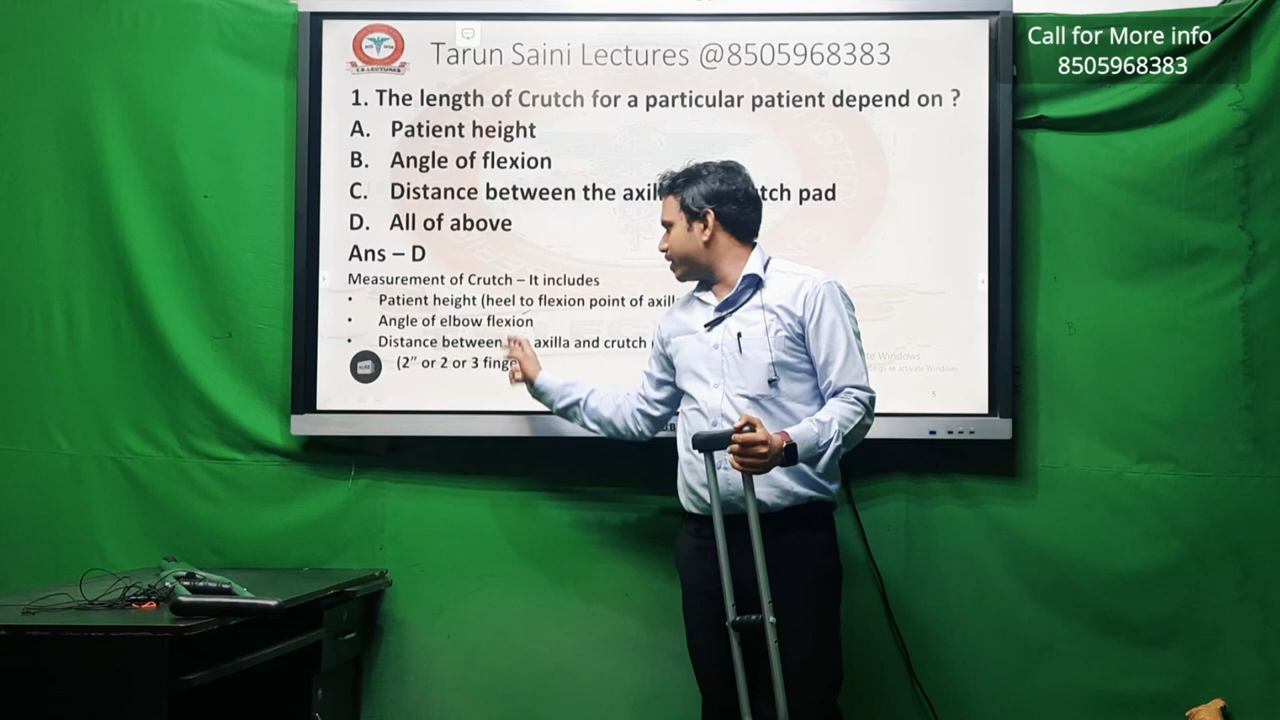 Call for More info
8505968383
Tarun Saini Lectures @8505968383
1. The length of Crutch for a particular patient depend on ?
A. Patient height
B. Angle of flexion
C. Distance between the tch pad
D. All of above
Ans – D
Measurement of Crutch – It includes
• Patient height (heel to flexion point of
• Angle of elbow flexion
• Distance between axilla and crutch
(2” or 2 or 3
5